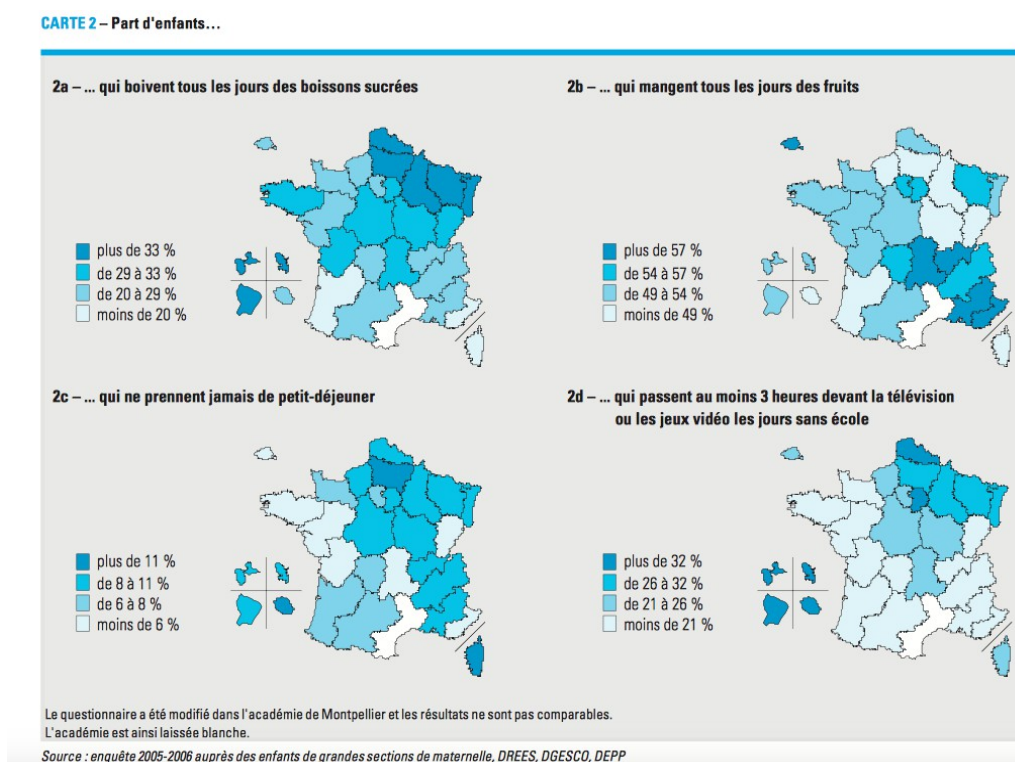 CARTE 2 – Part d'enfants…
2a – ... qui boivent tous les jours des boissons sucrées
plus de 33 %
de 29 à 33 %
de 20 à 29 %
moins de 20 %
2b – ... qui mangent tous les jours des fruits
plus de 57 %
de 54 à 57 %
de 49 à 54 %
moins de 49 %
2c – ... qui ne prennent jamais de petit-déjeuner
plus de 11 %
de 8 à 11 %
de 6 à 8 %
moins de 6 %
2d – ... qui passent au moins 3 heures devant la télévision
ou les jeux vidéo les jours sans école
plus de 32 %
de 26 à 32 %
de 21 à 26 %
moins de 21 %
Le questionnaire a été modifié dans l'académie de Montpellier et les résultats ne sont pas comparables.
L'académie est ainsi laissée blanche.
Source : enquête 2005-2006 auprès des enfants de grandes sections de maternelle, DREES, DGESCO, DEPP